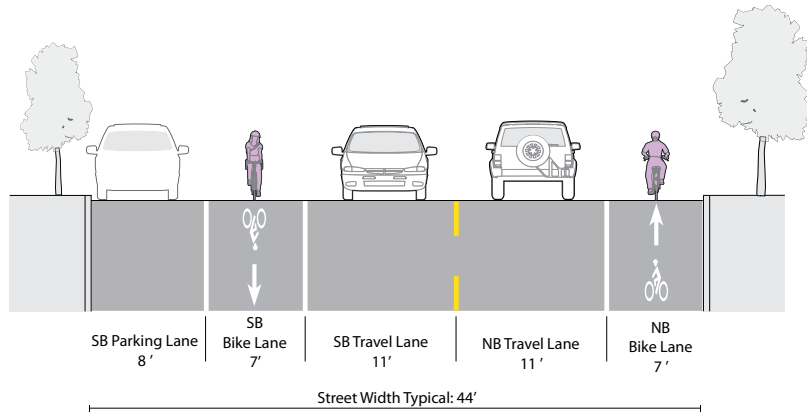 SB Parking Lane
8 ′
SB
Bike Lane
7′
SB Travel Lane
11′
NB Travel Lane
11 ′
NB
Bike Lane
7 ′
Street Width Typical: 44′